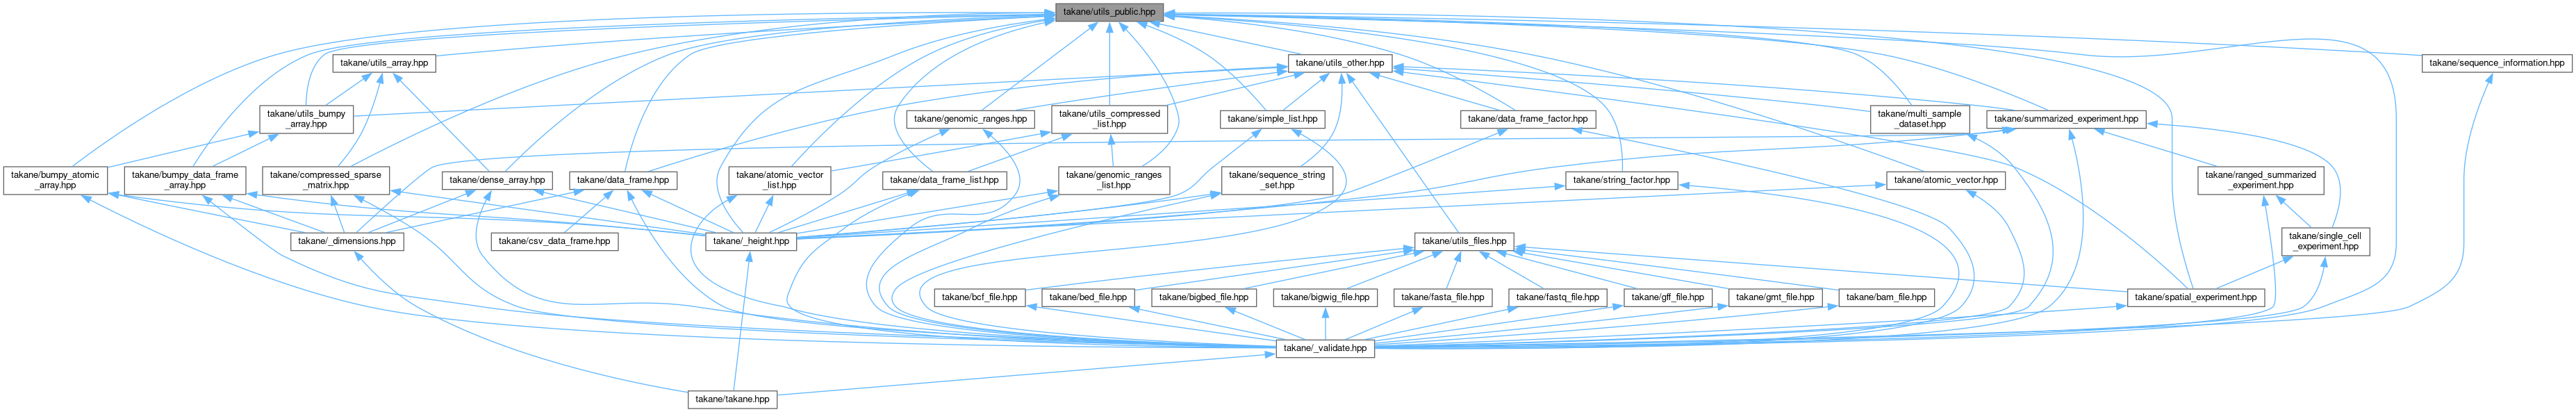 takane/utils_public.hpp
takane/utils_array.hpp
takane/utils_other.hpp
takane/sequence_information.hpp
takane/utils_bumpy
_array.hpp
takane/genomic_ranges.hpp
takane/utils_compressed
_list.hpp
takane/simple_list.hpp
takane/data_frame_factor.hpp
takane/multi_sample
_dataset.hpp
takane/summarized_experiment.hpp
takane/bumpy_atomic
_array.hpp
takane/bumpy_data_frame
_array.hpp
takane/compressed_sparse
_matrix.hpp
takane/dense_array.hpp
takane/data_frame.hpp
takane/atomic_vector
_list.hpp
takane/data_frame_list.hpp
takane/genomic_ranges
_list.hpp
takane/sequence_string
_set.hpp
takane/string_factor.hpp
takane/atomic_vector.hpp
takane/ranged_summarized
_experiment.hpp
takane/_dimensions.hpp
takane/csv_data_frame.hpp
takane/_height.hpp
takane/utils_files.hpp
takane/single_cell
_experiment.hpp
takane/bcf_file.hpp
takane/bed_file.hpp
takane/bigbed_file.hpp
takane/bigwig_file.hpp
takane/fasta_file.hpp
takane/fastq_file.hpp
takane/gff_file.hpp
takane/gmt_file.hpp
takane/bam_file.hpp
takane/spatial_experiment.hpp
takane/_validate.hpp
takane/takane.hpp